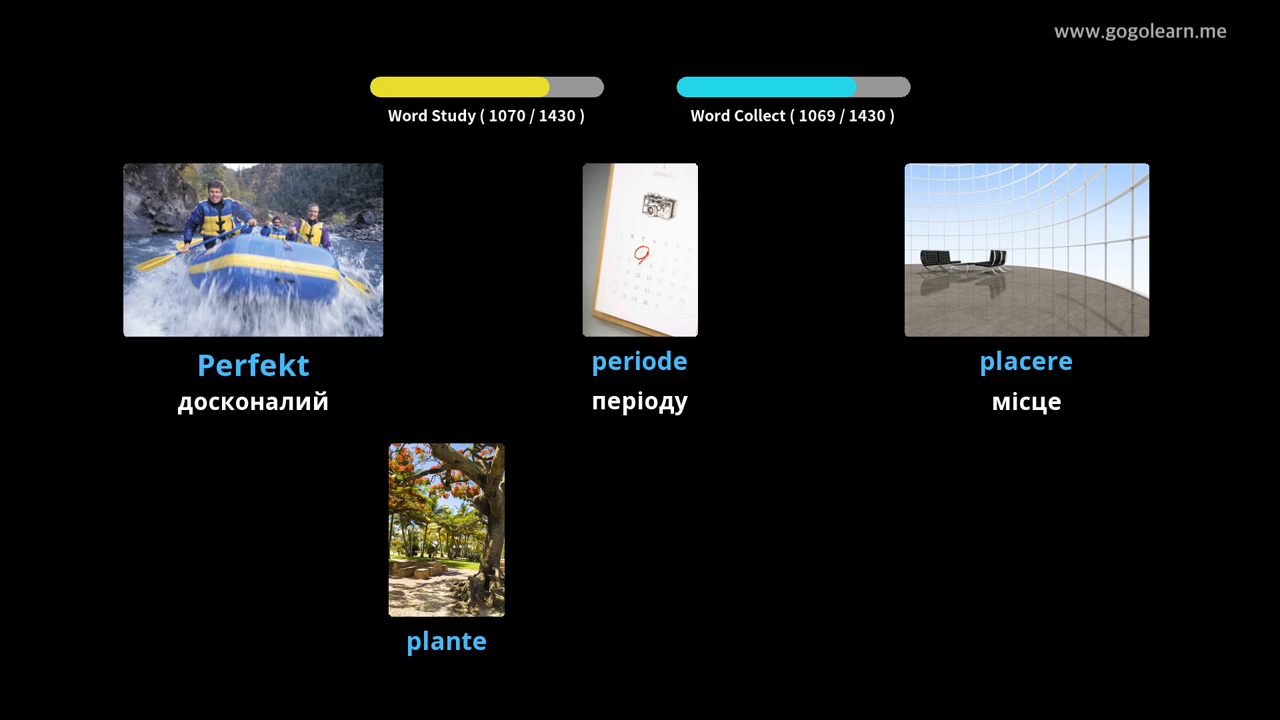 www.gogolearn.me
Word Study ( 1070 / 1430 )
Word Collect ( 1069 / 1430 )
Perfekt
досконалий
periode
періоду
placere
місце
plante